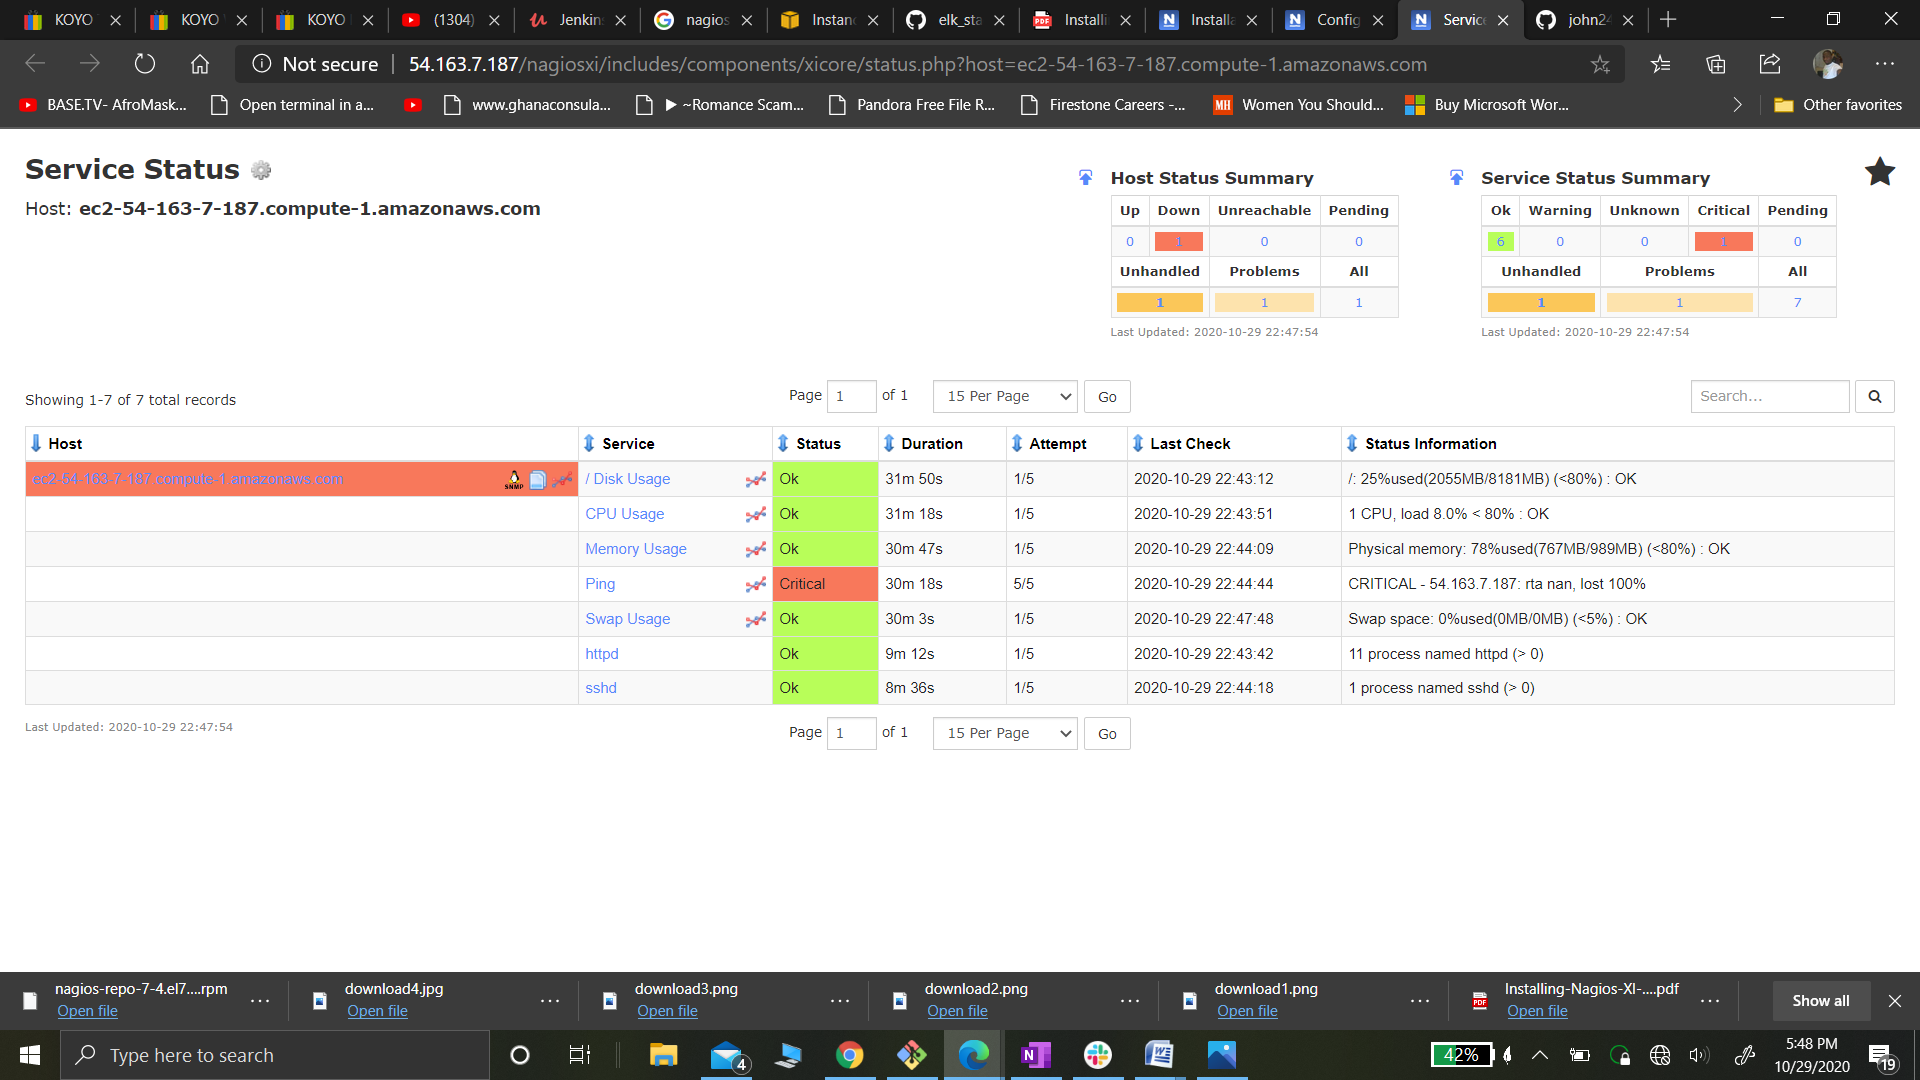 KOYO
KOYO
KOYO
(1304)
Jenkins
nagios
Instanc
elk_sta
Installi
Installa
Config
Service
john24
Not secure
54.163.7.187/nagiosxi/includes/components/xicore/status.php?host=ec2-54-163-7-187.compute-1.amazonaws.com
BASE.TV- AfroMask...
Open terminal in a...
www.ghanaconsula...
▶ ~Romance Scam...
Pandora Free File R...
Firestone Careers -...
MH
Women You Should...
Buy Microsoft Wor...
Other favorites
Service Status
Host: ec2-54-163-7-187.compute-1.amazonaws.com
Host Status Summary
Up Down Unreachable Pending
0 1 0 0
Unhandled Problems All
1 1 1
Last Updated: 2020-10-29 22:47:54
Service Status Summary
Ok Warning Unknown Critical Pending
6 0 0 1 0
Unhandled Problems All
1 1 7
Last Updated: 2020-10-29 22:47:54
Showing 1-7 of 7 total records
Page 1 of 1 15 Per Page Go
Search...
Host Service Status Duration Attempt Last Check Status Information
ec2-54-163-7-187.compute-1.amazonaws.com SNMP / Disk Usage Ok 31m 50s 1/5 2020-10-29 22:43:12 /: 25%used(2055MB/8181MB) (<80%) : OK
CPU Usage Ok 31m 18s 1/5 2020-10-29 22:43:51 1 CPU, load 8.0% < 80% : OK
Memory Usage Ok 30m 47s 1/5 2020-10-29 22:44:09 Physical memory: 78%used(767MB/989MB) (<80%) : OK
Ping Critical 30m 18s 5/5 2020-10-29 22:44:44 CRITICAL - 54.163.7.187: rta nan, lost 100%
Swap Usage Ok 30m 3s 1/5 2020-10-29 22:47:48 Swap space: 0%used(0MB/0MB) (<5%) : OK
httpd Ok 9m 12s 1/5 2020-10-29 22:43:42 11 process named httpd (> 0)
sshd Ok 8m 36s 1/5 2020-10-29 22:44:18 1 process named sshd (> 0)
Last Updated: 2020-10-29 22:47:54
Page 1 of 1 15 Per Page Go
nagios-repo-7-4.el7....rpm
Open file
download4.jpg
Open file
download3.png
Open file
download2.png
Open file
download1.png
Open file
Installing-Nagios-XI-....pdf
Open file
Show all
Type here to search
4
42%
5:48 PM
10/29/2020
19